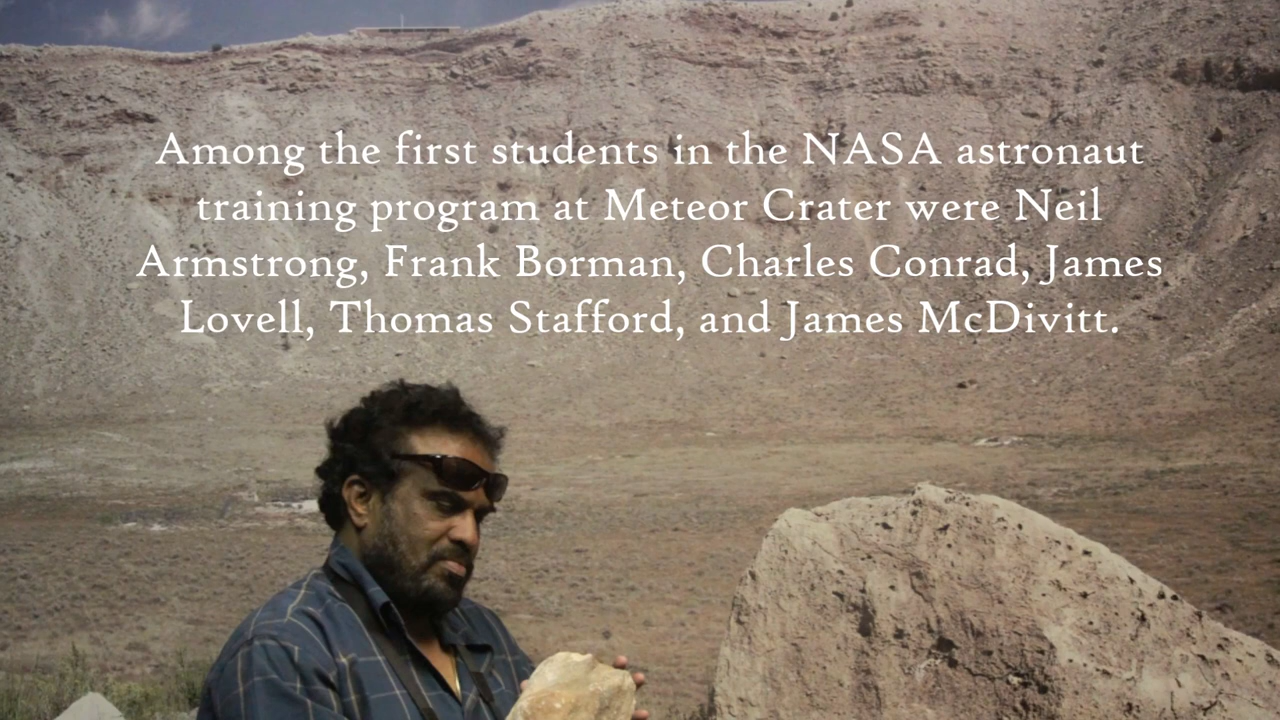 Among the first students in the NASA astronaut
training program at Meteor Crater were Neil
Armstrong, Frank Borman, Charles Conrad, James
Lovell, Thomas Stafford, and James McDivitt.